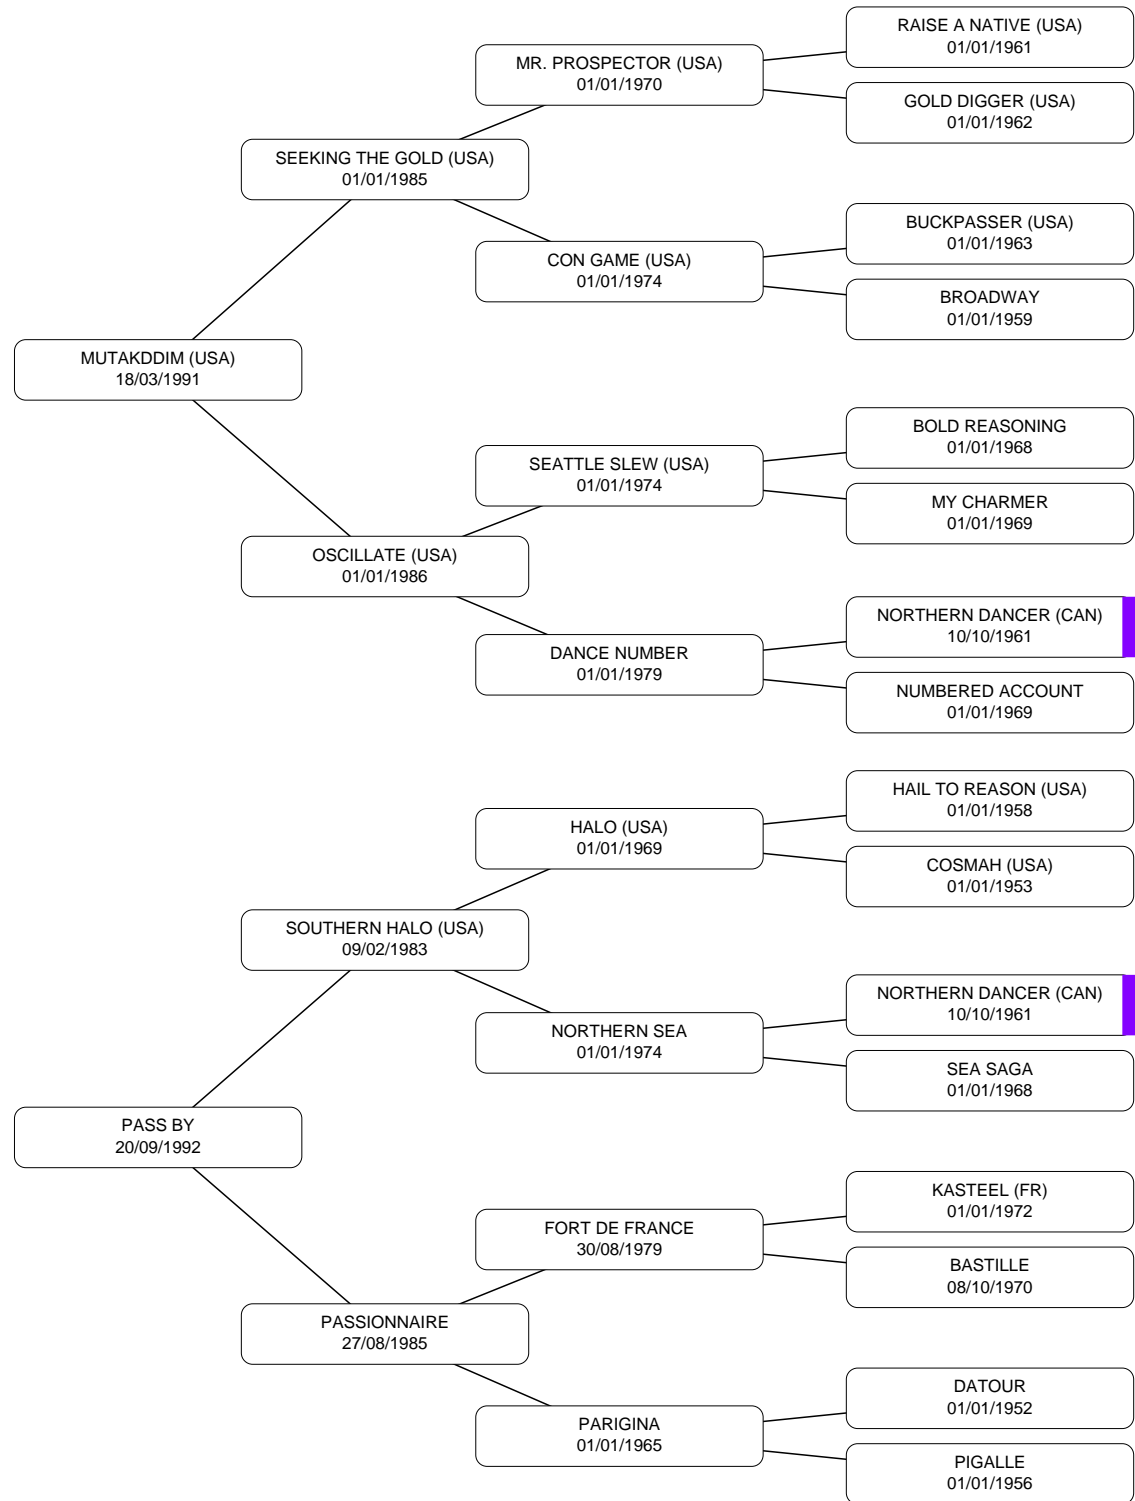 RAISE A NATIVE (USA)
01/01/1961
MR. PROSPECTOR (USA)
01/01/1970
GOLD DIGGER (USA)
01/01/1962
SEEKING THE GOLD (USA)
01/01/1985
BUCKPASSER (USA)
01/01/1963
CON GAME (USA)
01/01/1974
BROADWAY
01/01/1959
MUTAKDDIM (USA)
18/03/1991
BOLD REASONING
01/01/1968
SEATTLE SLEW (USA)
01/01/1974
MY CHARMER
01/01/1969
OSCILLATE (USA)
01/01/1986
NORTHERN DANCER (CAN)
10/10/1961
DANCE NUMBER
01/01/1979
NUMBERED ACCOUNT
01/01/1969
HAIL TO REASON (USA)
01/01/1958
HALO (USA)
01/01/1969
COSMAH (USA)
01/01/1953
SOUTHERN HALO (USA)
09/02/1983
NORTHERN DANCER (CAN)
10/10/1961
NORTHERN SEA
01/01/1974
SEA SAGA
01/01/1968
PASS BY
20/09/1992
KASTEEL (FR)
01/01/1972
FORT DE FRANCE
30/08/1979
BASTILLE
08/10/1970
PASSIONNAIRE
27/08/1985
DATOUR
01/01/1952
PARIGINA
01/01/1965
PIGALLE
01/01/1956